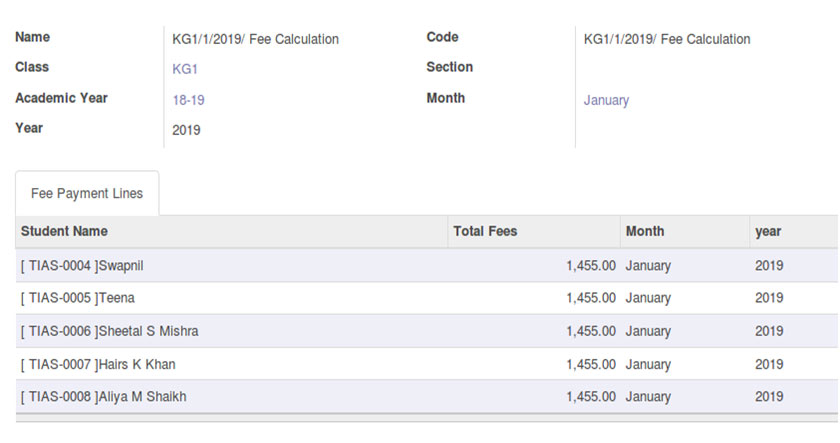 Name KG1/1/2019/ Fee Calculation Code KG1/1/2019/ Fee Calculation
Class KG1 Section
Academic Year 18-19 Month January
Year 2019
Fee Payment Lines
Student Name Total Fees Month year
[ TIAS-0004 ]Swapnil 1,455.00 January 2019
[ TIAS-0005 ]Teena 1,455.00 January 2019
[ TIAS-0006 ]Sheetal S Mishra 1,455.00 January 2019
[ TIAS-0007 ]Hairs K Khan 1,455.00 January 2019
[ TIAS-0008 ]Aliya M Shaikh 1,455.00 January 2019